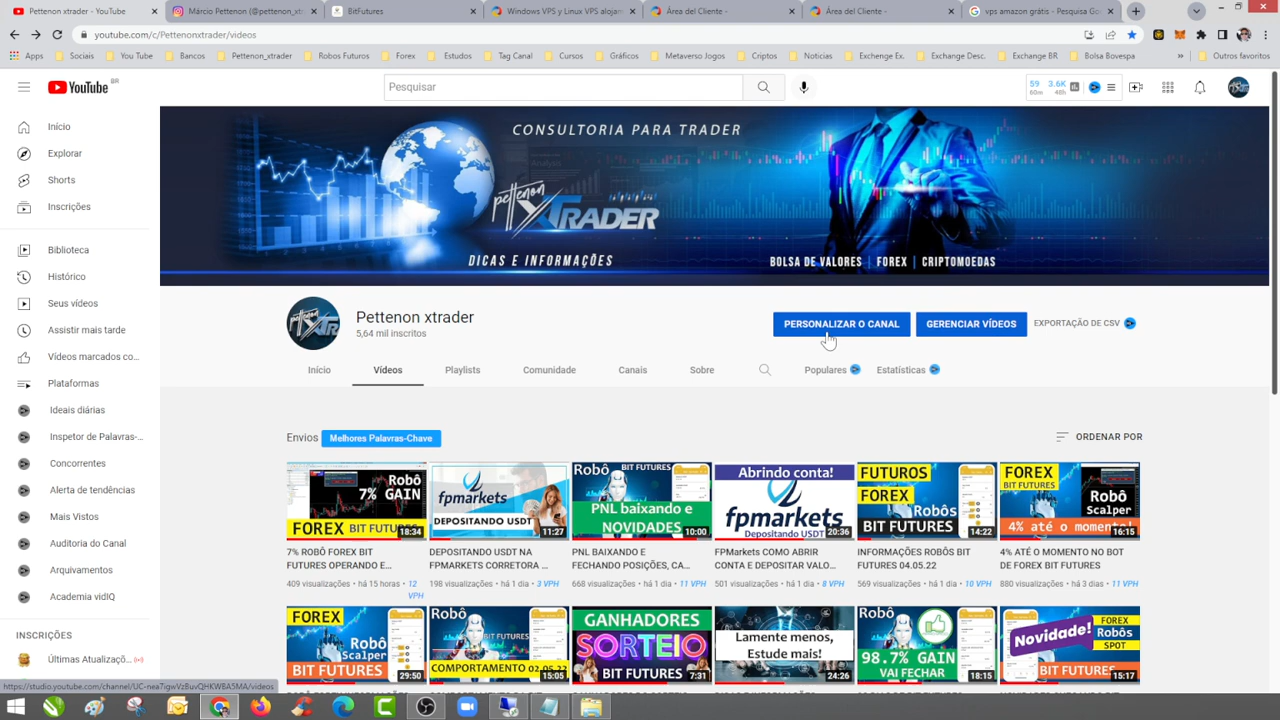 Pettenon xtrader - YouTube
Márcio Pettenon (@pettenon_xt
BitFutures
Windows VPS y Linux VPS alojam
Área del Cliente -
Área del Cliente -
vps amazon grátis - Pesquisa Go
youtube.com/c/Pettenonxtrader/videos
Apps
Sociais
You Tube
Bancos
Pettenon_xtrader
Robos Futuros
Forex
Estudos
Tag Canal
Cursos
Gráficos
Metaverso Jogos
Criptos
Noticias
Exchenge Ex.
Exchange Desc.
Exchange BR
Bolsa Bovespa
»
Outros favoritos
YouTube BR
Pesquisar
59
60w
3.6K
48h
Início
Explorar
Shorts
Inscrições
Biblioteca
Histórico
Seus vídeos
Assistir mais tarde
Vídeos marcados co...
Plataformas
Ideais diárias
Inspetor de Palavras-...
Concorrentes
Alerta de tendências
Mais Vistos
Auditoria do Canal
Arquivamentos
Academia vidIQ
INSCRIÇÕES
Últimas Atualizaçõ...
CONSULTORIA PARA TRADER
Analysis
pettenon XTRADER
DICAS E INFORMAÇÕES
BOLSA DE VALORES | FOREX | CRIPTOMOEDAS
Pettenon xtrader
5,64 mil inscritos
PERSONALIZAR O CANAL
GERENCIAR VÍDEOS
EXPORTAÇÃO DE CSV
Início
Vídeos
Playlists
Comunidade
Canais
Sobre
Populares
Estatísticas
Envios
Melhores Palavras-Chave
ORDENAR POR
Robô
7% GAIN
FOREX BIT FUTURES
18:34
fpmarkets
DEPOSITANDO USDT
11:27
Robô BIT FUTURES
PNL baixando e
NOVIDADES
10:00
Abrindo conta!
fpmarkets
Depositando USDT
20:36
FUTUROS
FOREX
Robôs
BIT FUTURES
14:22
FOREX
BIT FUTURES
Robô
Scalper
4% até o momento!
16:15
7% ROBÔ FOREX BIT
FUTURES OPERANDO E...
409 visualizações • há 15 horas • 12
VPH
DEPOSITANDO USDT NA
FPMARKETS CORRETORA ...
198 visualizações • há 1 dia • 3 VPH
PNL BAIXANDO E
FECHANDO POSIÇÕES, CA...
668 visualizações • há 1 dia • 11 VPH
FPMarkets COMO ABRIR
CONTA E DEPOSITAR VALO...
501 visualizações • há 1 dia • 8 VPH
INFORMAÇÕES ROBÔS BIT
FUTURES 04.05.22
569 visualizações • há 1 dia • 10 VPH
4% ATÉ O MOMENTO NO BOT
DE FOREX BIT FUTURES
880 visualizações • há 3 dias • 11 VPH
FOREX
Robô
Scalper
BIT FUTURES
29:50
Robô
BIT FUTURES
COMPORTAMENTO 02.05.22
15:05
GANHADORES
SORTEIO
7:31
Lamente menos,
Estude mais!
24:26
Robô
98.7% GAIN
VAI FECHAR
18:15
Novidade!
FOREX
Robôs
SPOT
BIT FUTURES
15:17